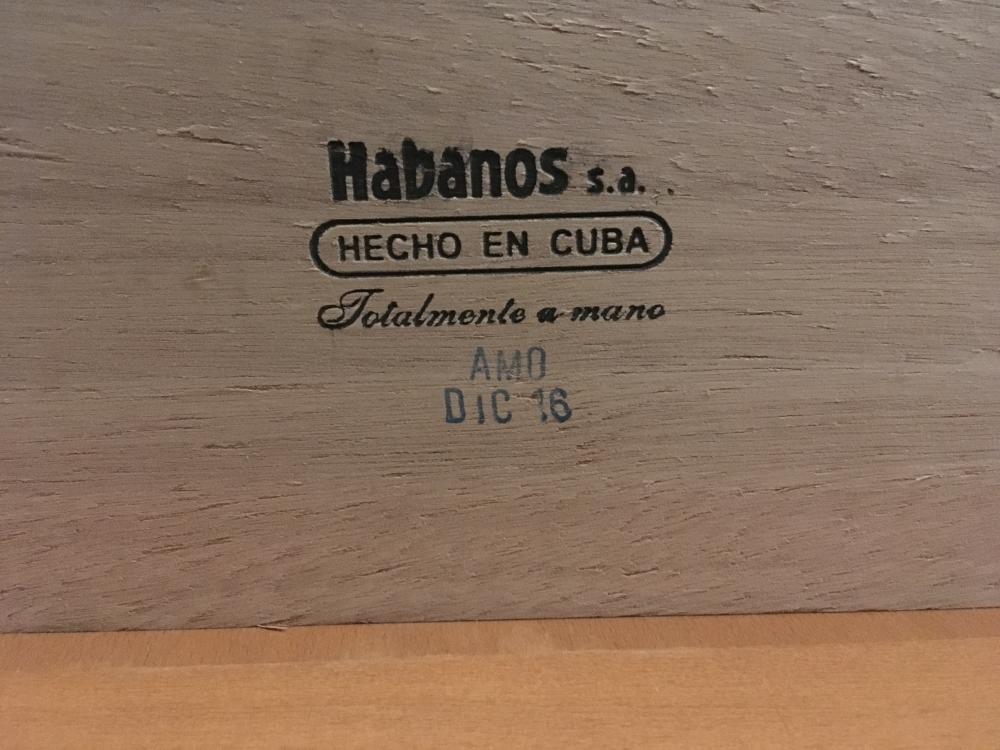 Habanos s.a.
HECHO EN CUBA
Totalmente a mano
AMO
DIC 16